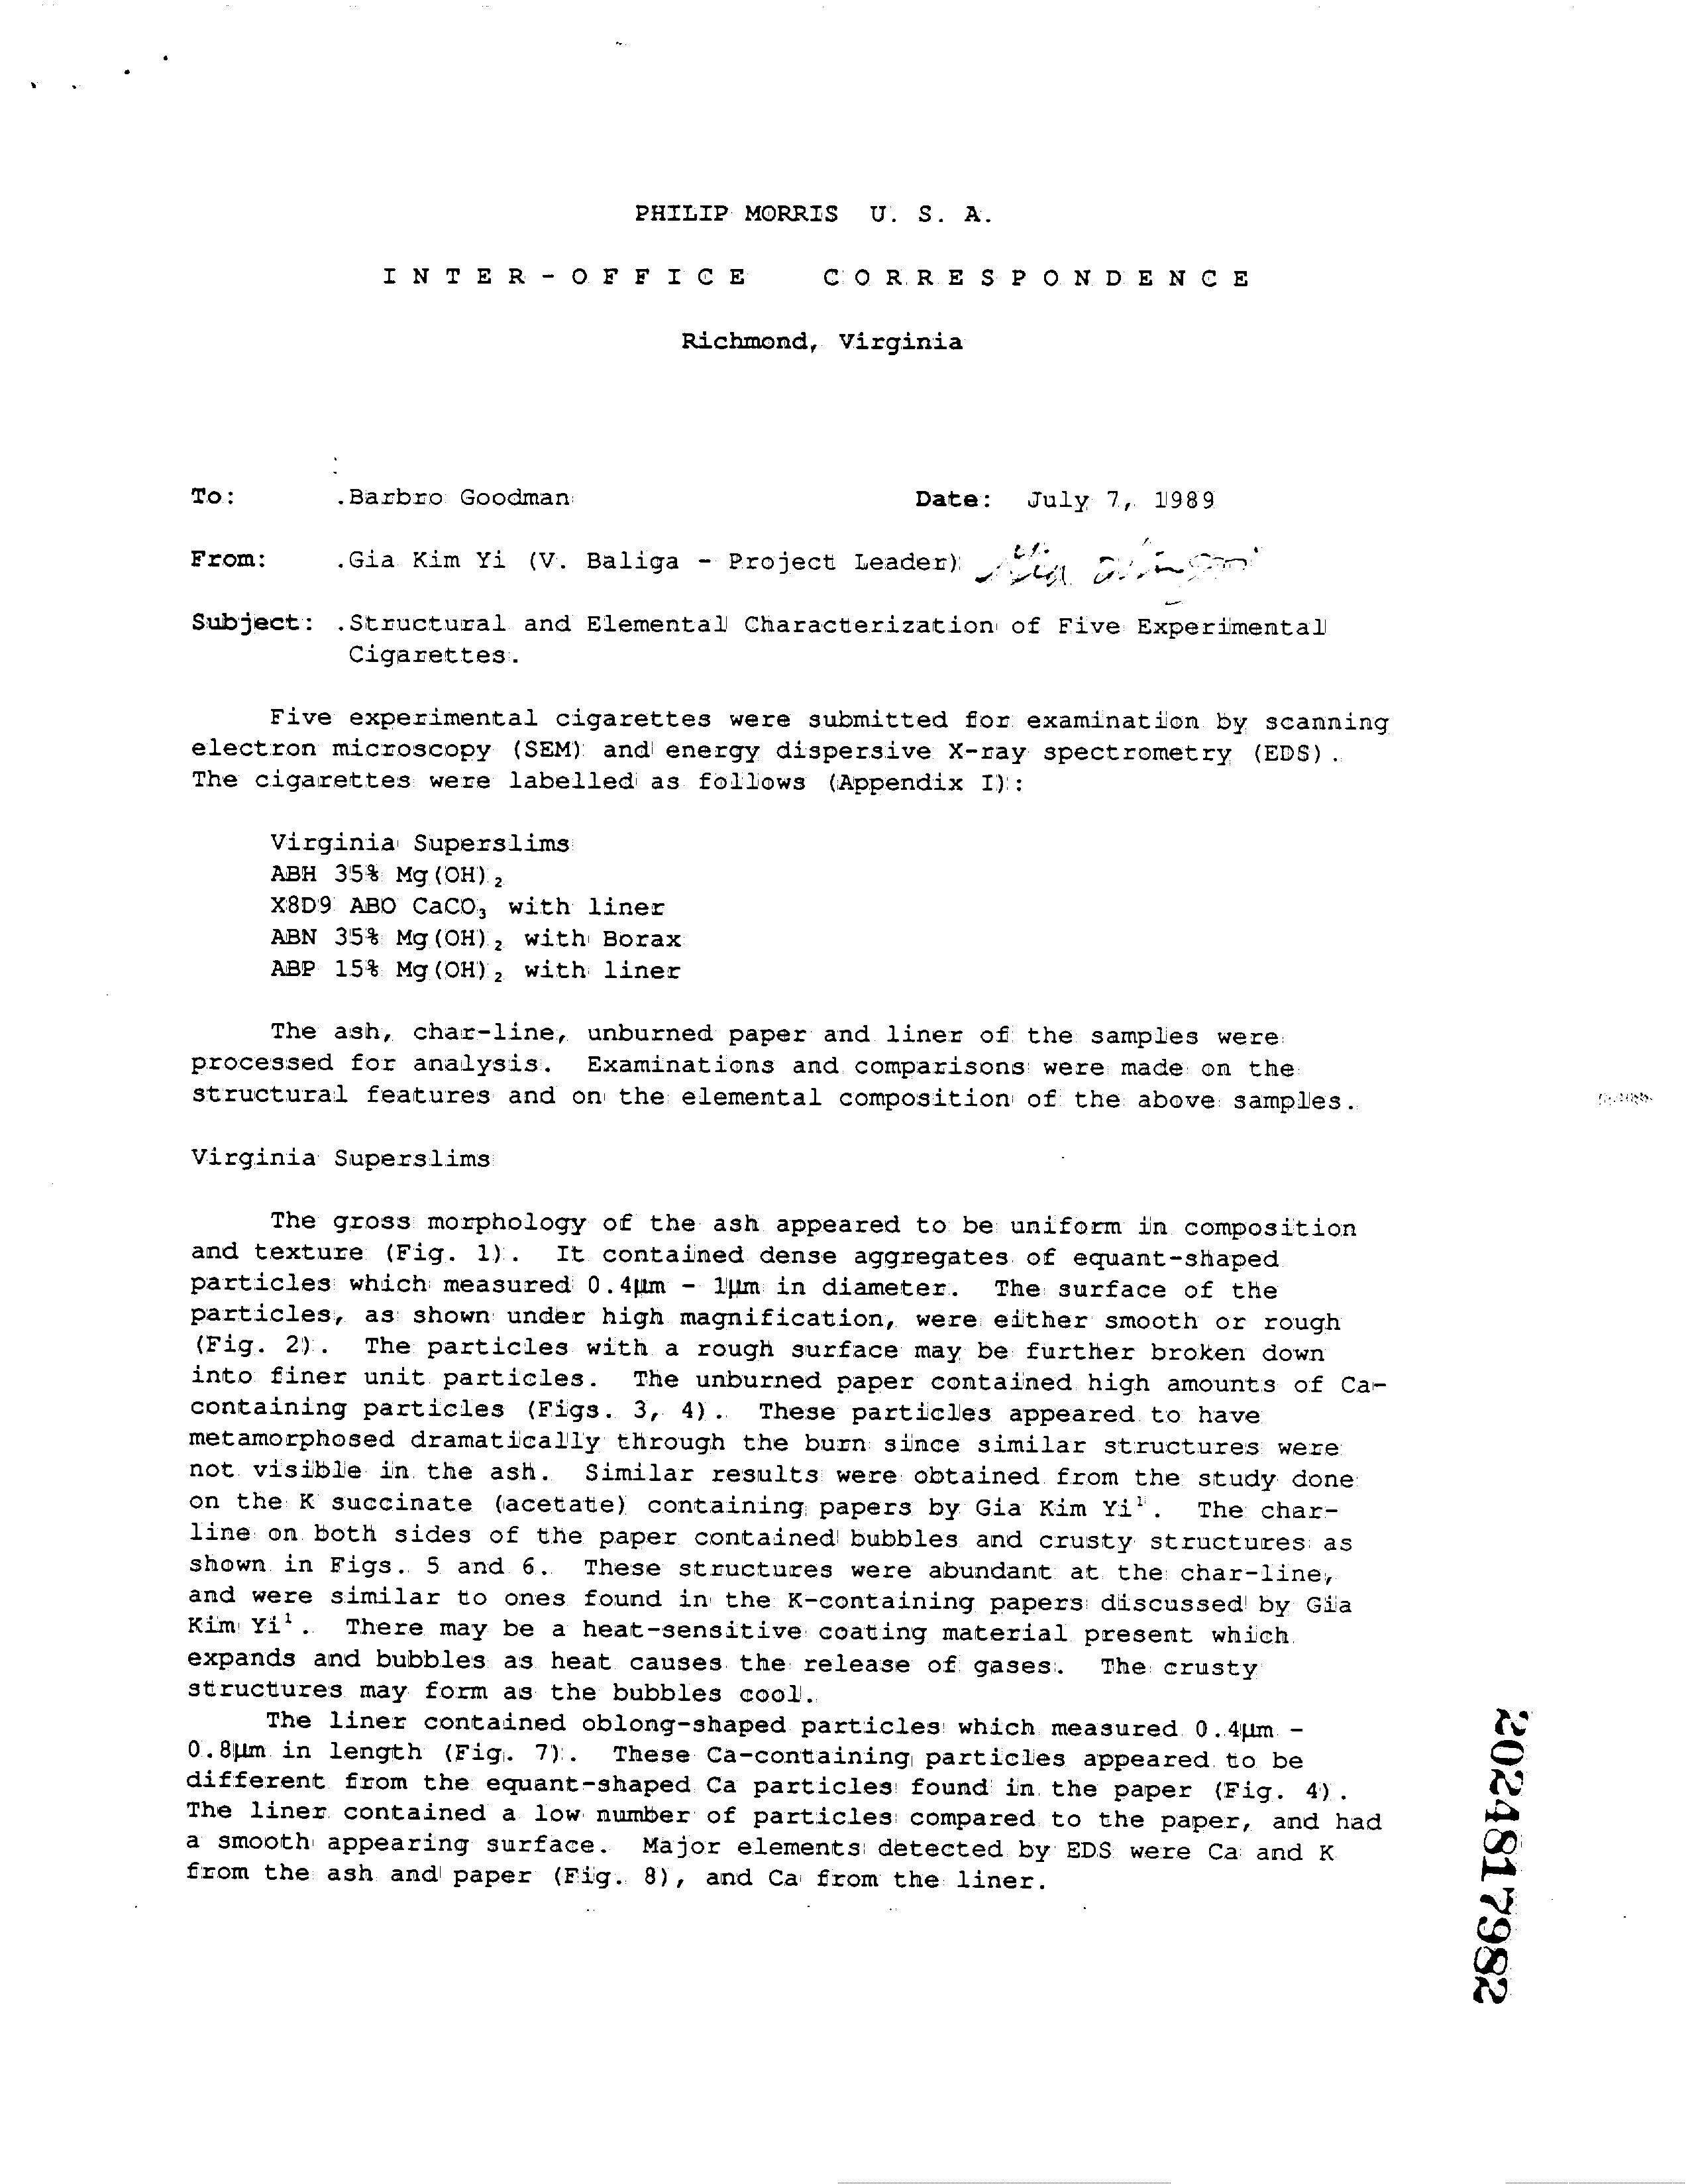 PHILIP MORRIS U. S. A.
INTER-OFFICE CORRESPONDENCE
Richmond, Virginia
To: .Barbro Goodman Date: July 7, 1989
From: .Gia Kim Yi (V. Baliga - Project Leader)
Subject: .Structural and Elemental Characterization of Five Experimental
Cigarettes.
Five experimental cigarettes were submitted for examination by scanning
electron microscopy (SEM) and energy dispersive X-ray spectrometry (EDS).
The cigarettes were labelled as follows (Appendix I):
Virginia Superslims
ABH 35% Mg(OH)₂
X8D9 ABO CaCO₃ with liner
ABN 35% Mg(OH)₂ with Borax
ABP 15% Mg(OH)₂ with liner
The ash, char-line, unburned paper and liner of the samples were
processed for analysis. Examinations and comparisons were made on the
structural features and on the elemental composition of the above samples.
Virginia Superslims
The gross morphology of the ash appeared to be uniform in composition
and texture (Fig. 1). It contained dense aggregates of equant-shaped
particles which measured 0.4µm - 1µm in diameter. The surface of the
particles, as shown under high magnification, were either smooth or rough
(Fig. 2). The particles with a rough surface may be further broken down
into finer unit particles. The unburned paper contained high amounts of Ca-
containing particles (Figs. 3, 4). These particles appeared to have
metamorphosed dramatically through the burn since similar structures were
not visible in the ash. Similar results were obtained from the study done
on the K succinate (acetate) containing papers by Gia Kim Yi¹. The char-
line on both sides of the paper contained bubbles and crusty structures as
shown in Figs. 5 and 6. These structures were abundant at the char-line,
and were similar to ones found in the K-containing papers discussed by Gia
Kim Yi¹. There may be a heat-sensitive coating material present which
expands and bubbles as heat causes the release of gases. The crusty
structures may form as the bubbles cool.
The liner contained oblong-shaped particles which measured 0.4µm -
0.8µm in length (Fig. 7). These Ca-containing particles appeared to be
different from the equant-shaped Ca particles found in the paper (Fig. 4).
The liner contained a low number of particles compared to the paper, and had
a smooth appearing surface. Major elements detected by EDS were Ca and K
from the ash and paper (Fig. 8), and Ca from the liner.
2024817982